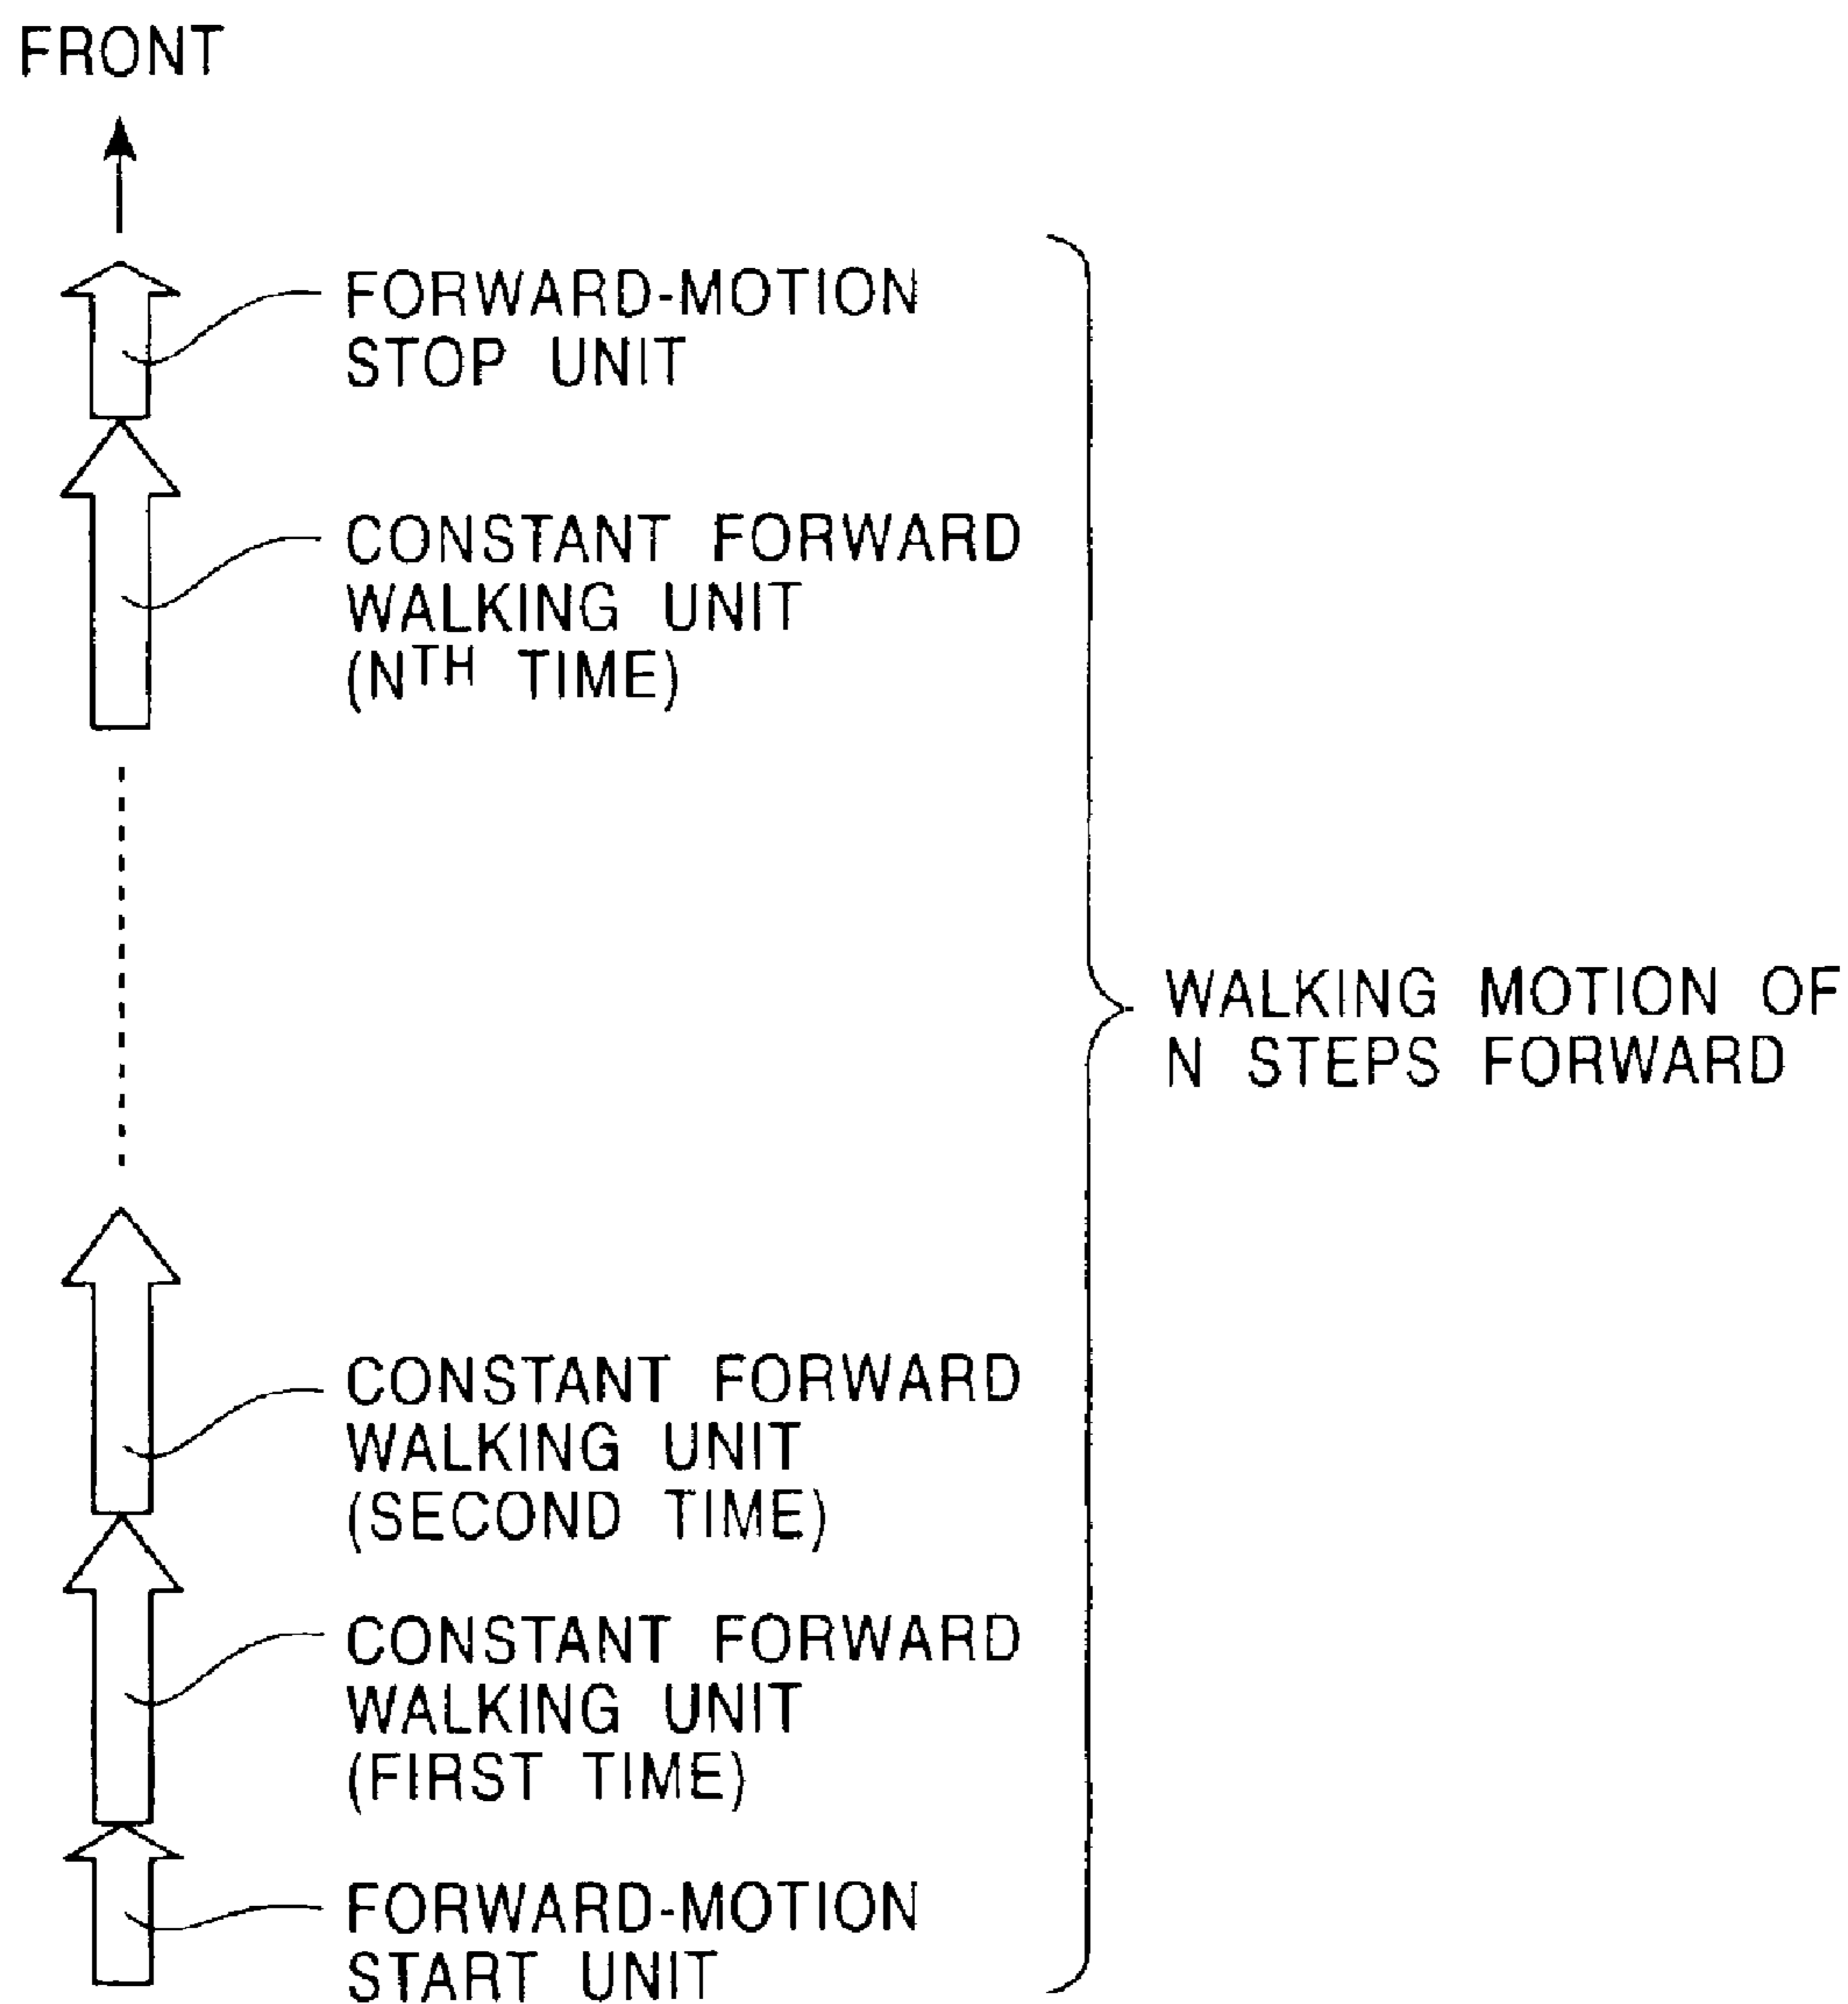 FRONT
FORWARD-MOTION
STOP UNIT
CONSTANT FORWARD
WALKING UNIT
(NTH TIME)
WALKING MOTION OF
N STEPS FORWARD
CONSTANT FORWARD
WALKING UNIT
(SECOND TIME)
CONSTANT FORWARD
WALKING UNIT
(FIRST TIME)
FORWARD-MOTION
START UNIT